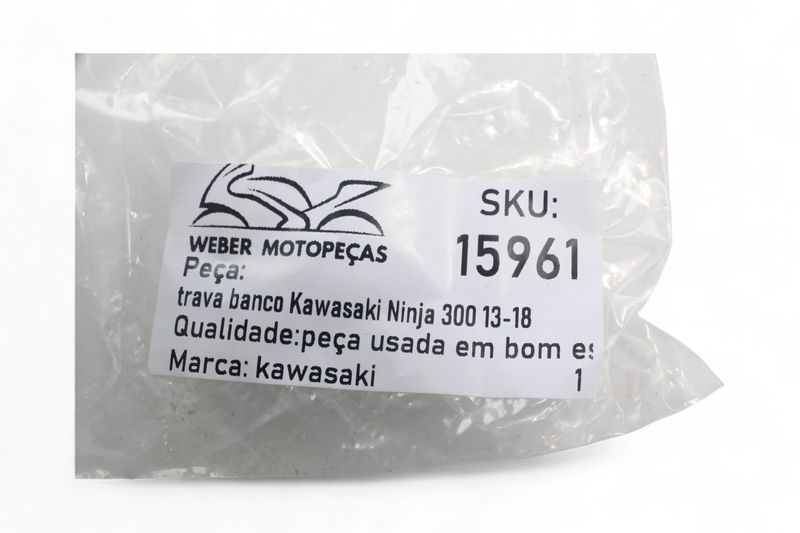 WEBER MOTOPEÇAS
SKU:
15961
Peça:
trava banco Kawasaki Ninja 300 13-18
Qualidade:peça usada em bom es
Marca: kawasaki
1